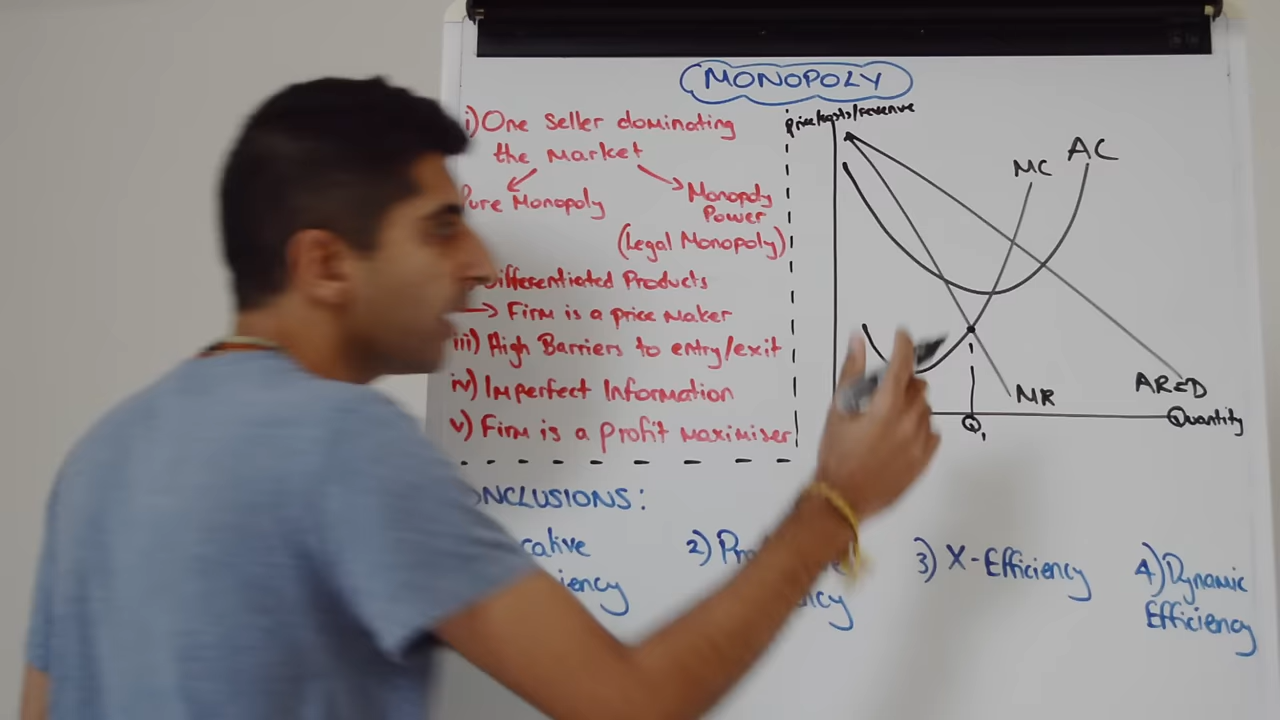 MONOPOLY
i) One seller dominating
the market
Pure Monopoly
Monopoly
Power
(Legal Monopoly)
Differentiated Products
→ Firm is a price maker
iii) High Barriers to entry/exit
iv) Imperfect Information
v) Firm is a profit maximiser
Price/costs/revenue
MC
AC
MR
AR=D
Quantity
Q1
CONCLUSIONS:
2)
3) X-Efficiency
4) Dynamic
Efficiency